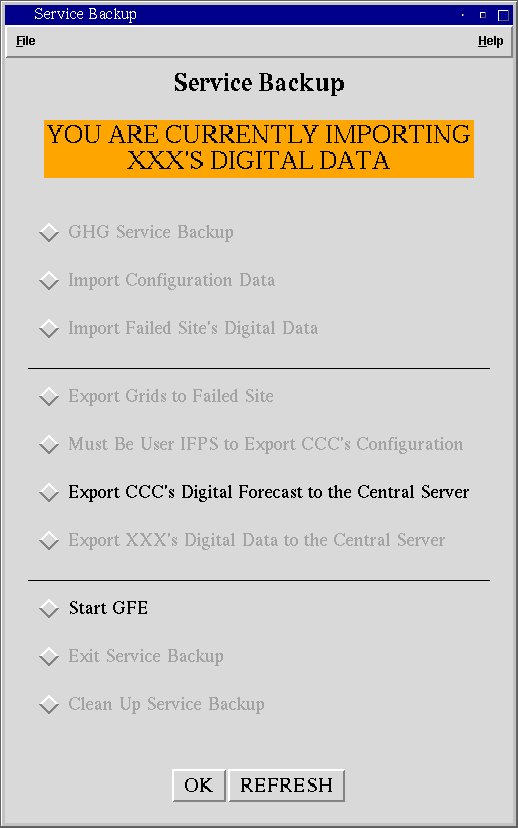 Service Backup
File Help
Service Backup
YOU ARE CURRENTLY IMPORTING
XXX'S DIGITAL DATA
GHG Service Backup
Import Configuration Data
Import Failed Site's Digital Data
Export Grids to Failed Site
Must Be User IFPS to Export CCC's Configuration
Export CCC's Digital Forecast to the Central Server
Export XXX's Digital Data to the Central Server
Start GFE
Exit Service Backup
Clean Up Service Backup
OK REFRESH